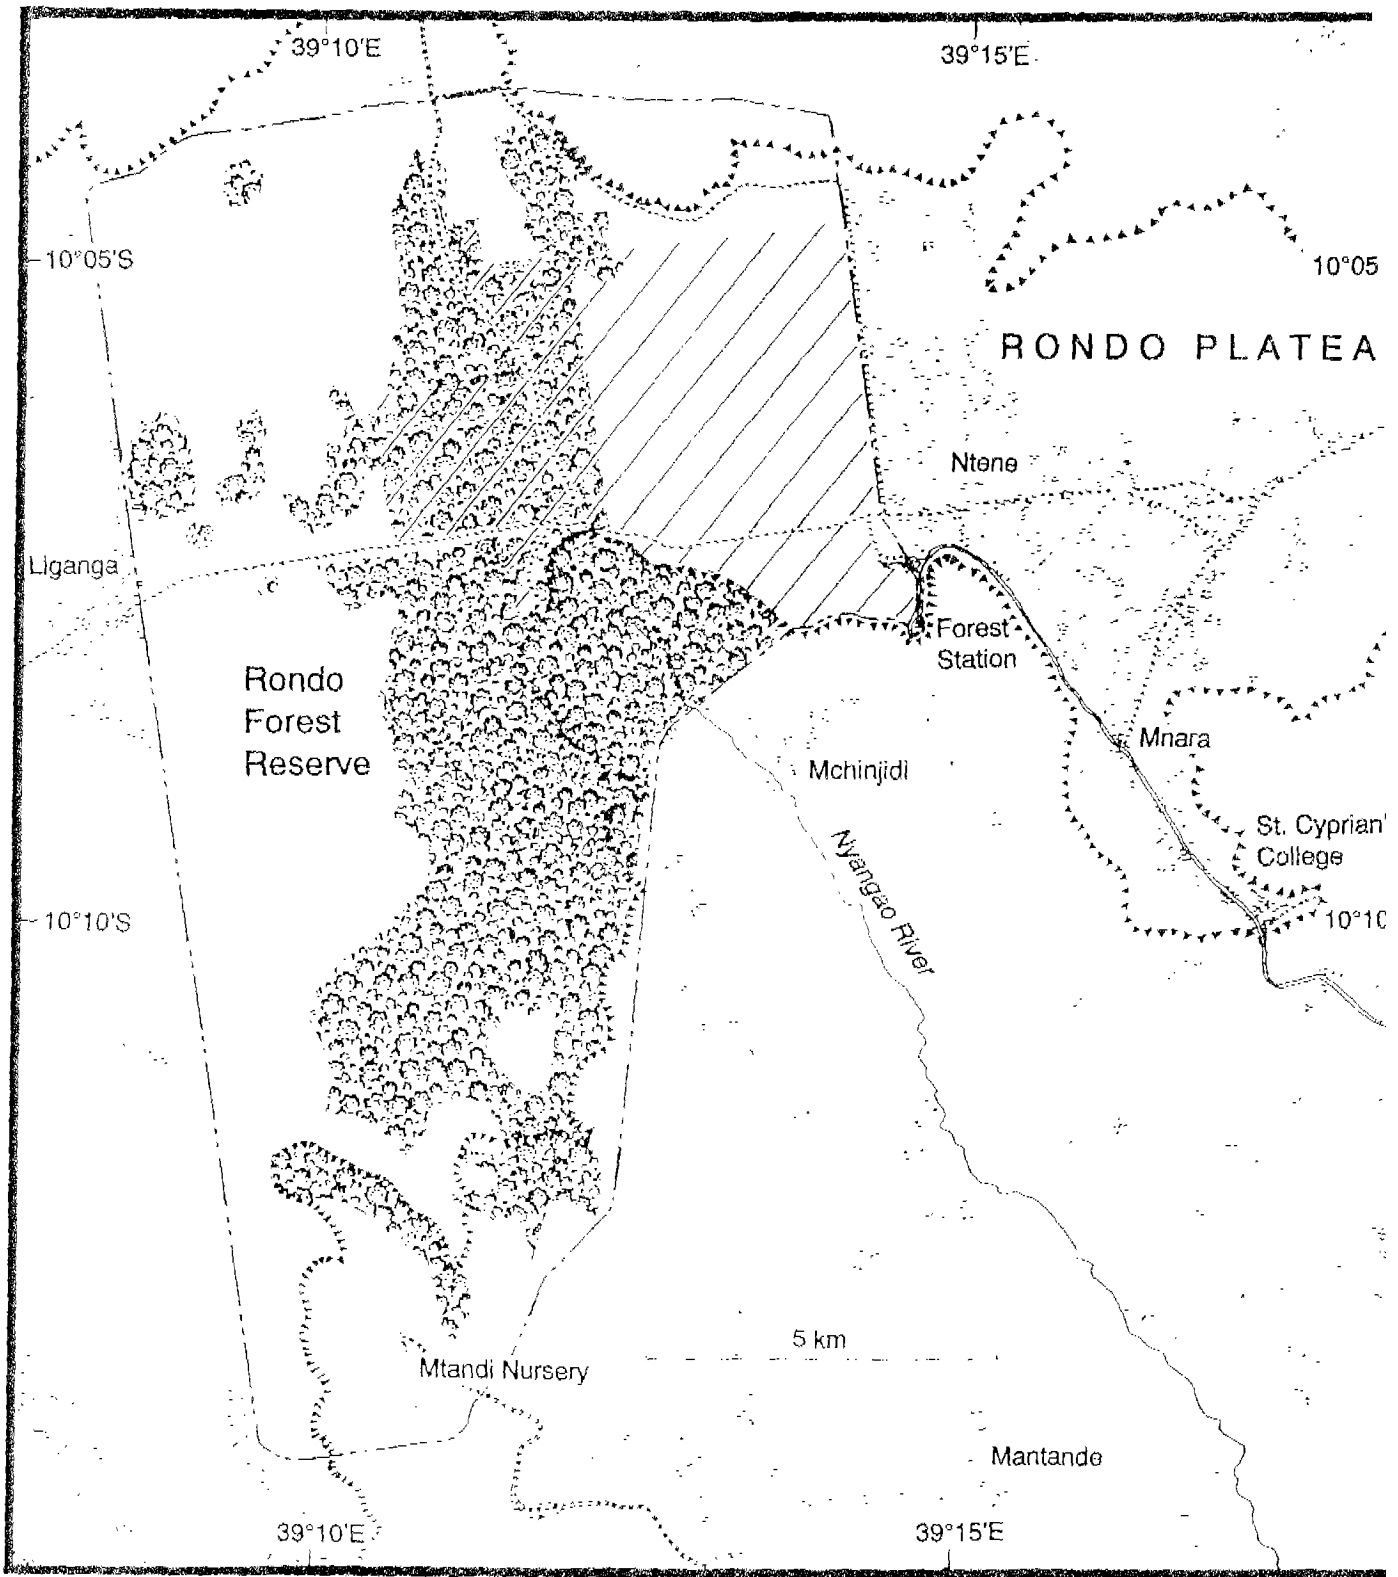 39°10'E
39°15'E
10°05'S
10°05
RONDO PLATEA
Ntene
Liganga
Forest
Station
Rondo
Forest
Reserve
Mnara
Mchinjidi
St. Cyprian'
College
Nyangao River
10°10'S
10°10
5 km
Mtandi Nursery
Mantande
39°10'E
39°15'E